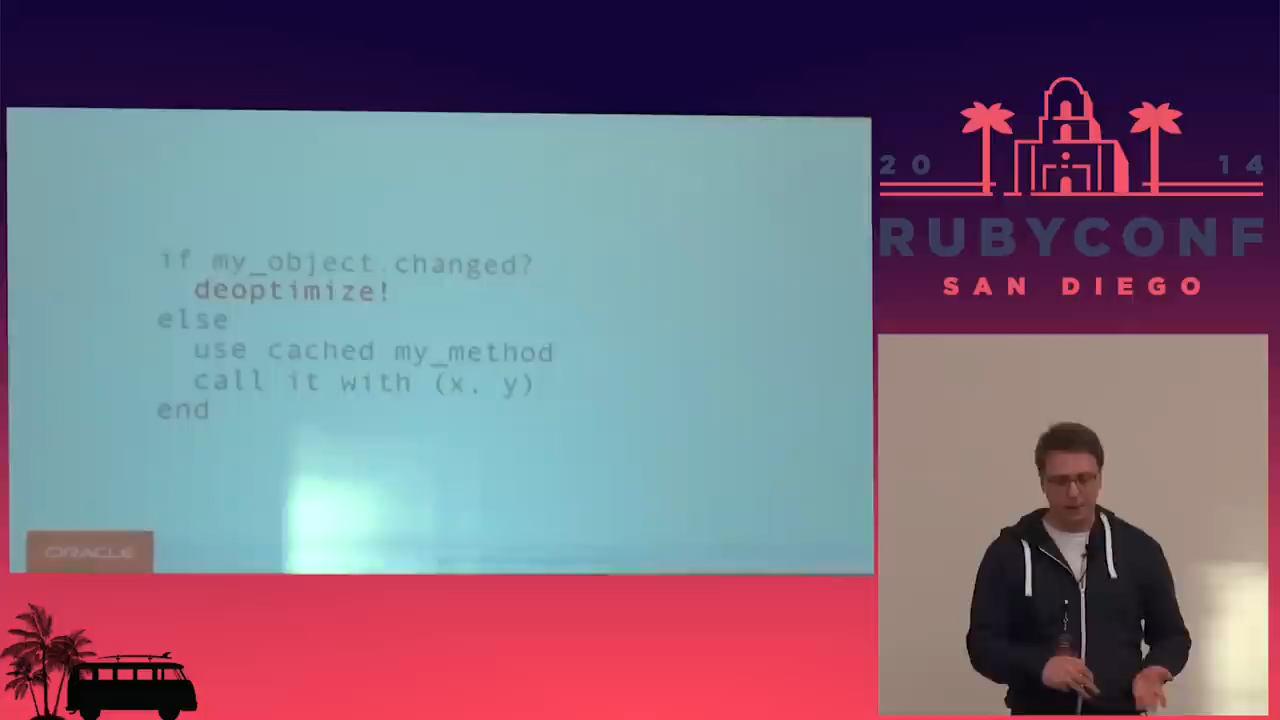 if my_object.changed?
deoptimize!
else
use cached my_method
call it with (x, y)
end
ORACLE
20 14
RUBYCONF
SAN DIEGO